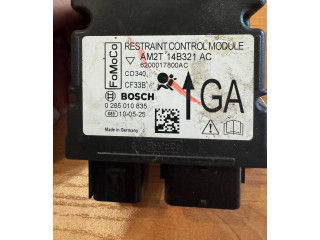 FoMoCo
RESTRAINT CONTROL MODULE
AM2T 14B321 AC
6200017800AC
CD340
CF33B
GA
BOSCH
0 285 010 835
10-05-25
Made in Germany
FoMoCo